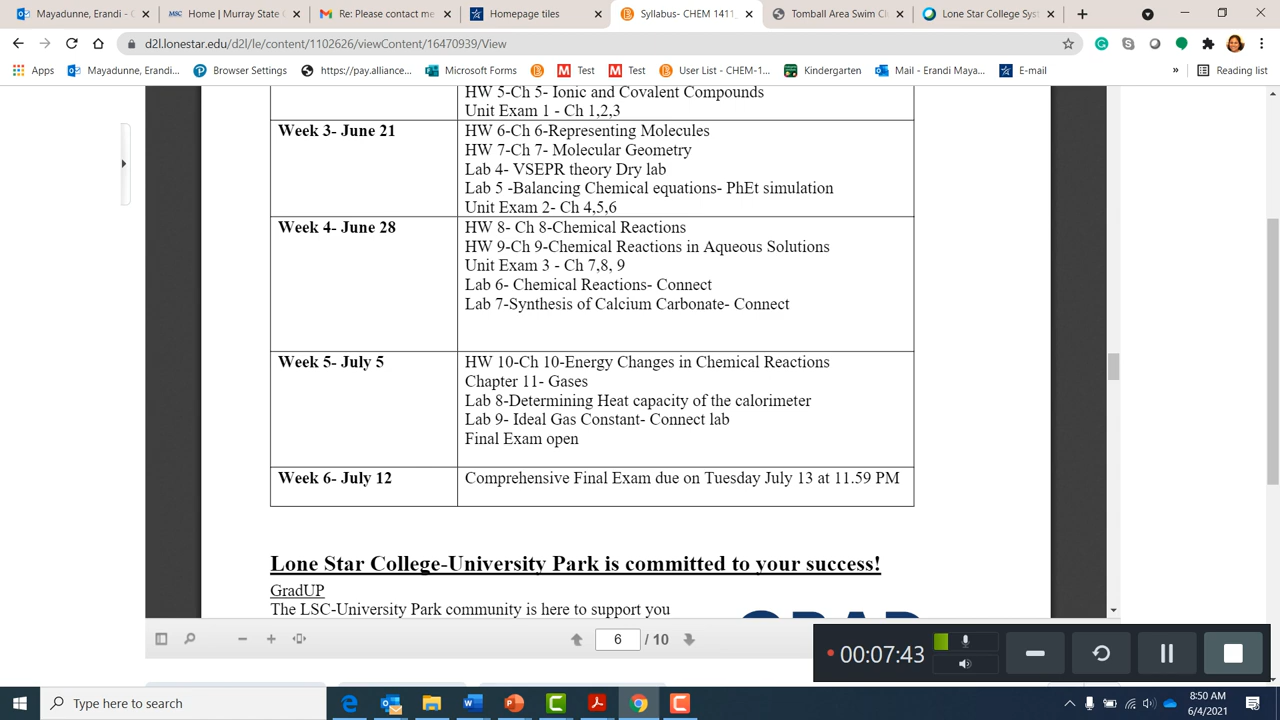 Mayadunne, Erandi -
Home | Murray State
Re: Please contact me
Homepage tiles
Syllabus- CHEM 1411
Tomball Area Swim Cl
Lone Star College Syst
d2l.lonestar.edu/d2l/le/content/1102626/viewContent/16470939/View
Apps
Mayadunne, Erandi...
Browser Settings
https://pay.alliance...
Microsoft Forms
Test
Test
User List - CHEM-1...
Kindergarten
Mail - Erandi Maya...
E-mail
»
Reading list
HW 5-Ch 5- Ionic and Covalent Compounds
Unit Exam 1 - Ch 1,2,3
Week 3- June 21
HW 6-Ch 6-Representing Molecules
HW 7-Ch 7- Molecular Geometry
Lab 4- VSEPR theory Dry lab
Lab 5 -Balancing Chemical equations- PhEt simulation
Unit Exam 2- Ch 4,5,6
Week 4- June 28
HW 8- Ch 8-Chemical Reactions
HW 9-Ch 9-Chemical Reactions in Aqueous Solutions
Unit Exam 3 - Ch 7,8, 9
Lab 6- Chemical Reactions- Connect
Lab 7-Synthesis of Calcium Carbonate- Connect
Week 5- July 5
HW 10-Ch 10-Energy Changes in Chemical Reactions
Chapter 11- Gases
Lab 8-Determining Heat capacity of the calorimeter
Lab 9- Ideal Gas Constant- Connect lab
Final Exam open
Week 6- July 12
Comprehensive Final Exam due on Tuesday July 13 at 11.59 PM
Lone Star College-University Park is committed to your success!
GradUP
The LSC-University Park community is here to support you
6 / 10
00:07:43
Type here to search
8:50 AM
6/4/2021